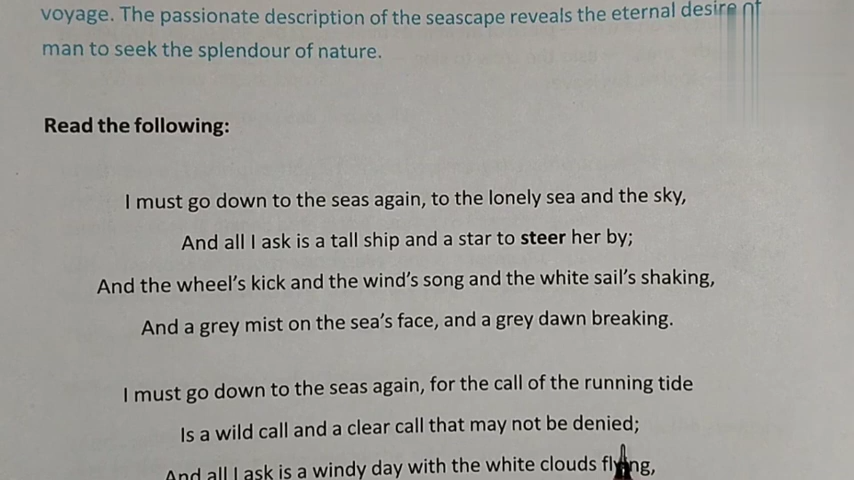 voyage. The passionate description of the seascape reveals the eternal desire of
man to seek the splendour of nature.
Read the following:
I must go down to the seas again, to the lonely sea and the sky,
And all I ask is a tall ship and a star to steer her by;
And the wheel's kick and the wind's song and the white sail's shaking,
And a grey mist on the sea's face, and a grey dawn breaking.
I must go down to the seas again, for the call of the running tide
Is a wild call and a clear call that may not be denied;
And all I ask is a windy day with the white clouds flying,